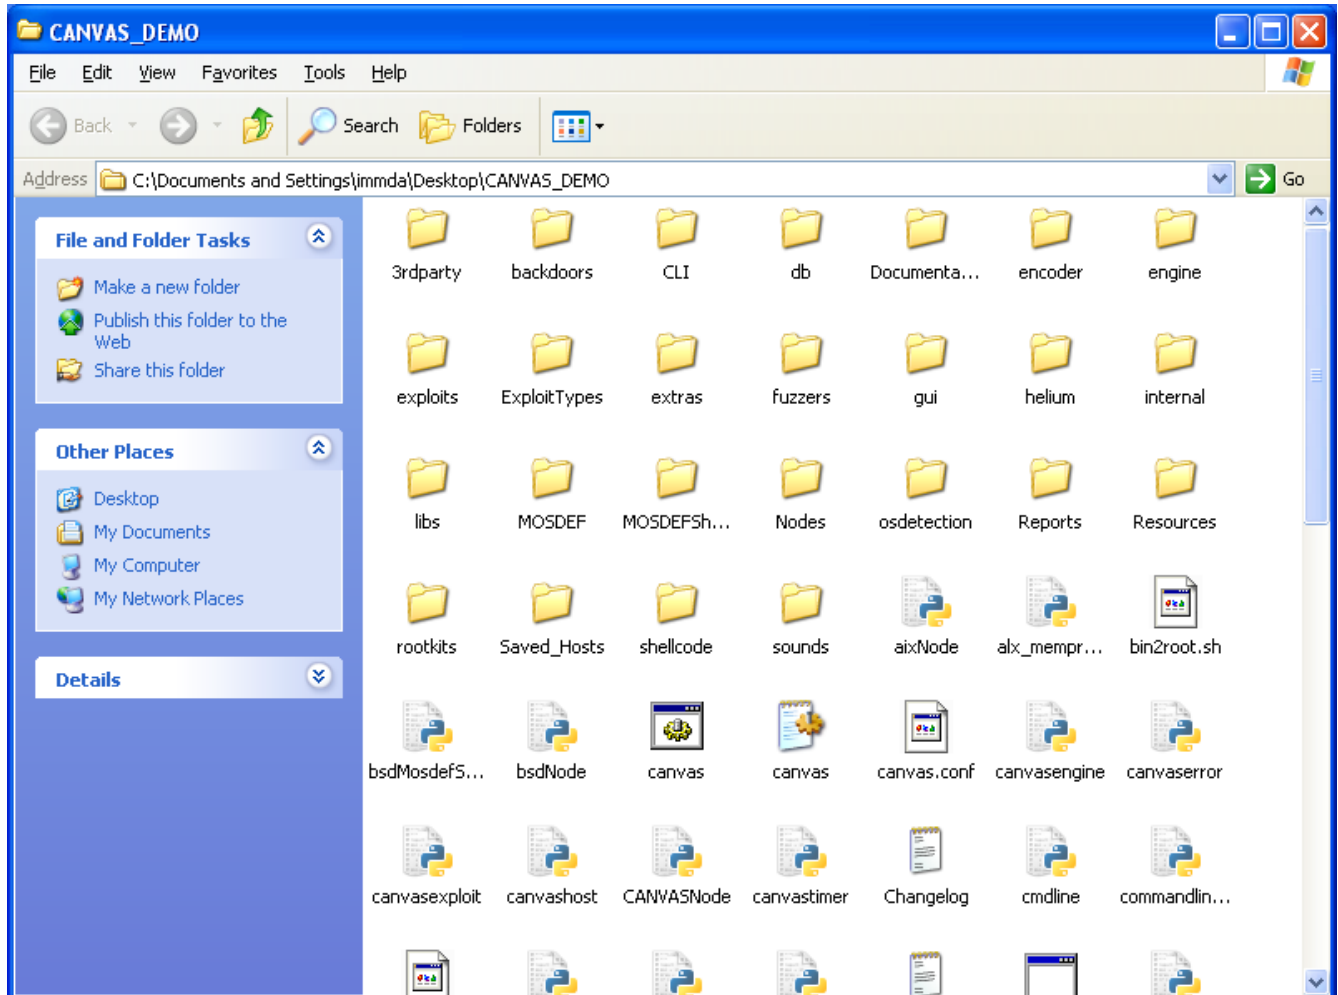 CANVAS_DEMO
File Edit View Favorites Tools Help
Back Search Folders
Address C:\Documents and Settings\immda\Desktop\CANVAS_DEMO Go
File and Folder Tasks
Make a new folder
Publish this folder to the
Web
Share this folder
Other Places
Desktop
My Documents
My Computer
My Network Places
Details
3rdparty backdoors CLI db Documenta... encoder engine
exploits ExploitTypes extras fuzzers gui helium internal
libs MOSDEF MOSDEFSh... Nodes osdetection Reports Resources
rootkits Saved_Hosts shellcode sounds aixNode alx_mempr... bin2root.sh
bsdMosdefS... bsdNode canvas canvas canvas.conf canvasengine canvaserror
canvasexploit canvashost CANVASNode canvastimer Changelog cmdline commandlin...